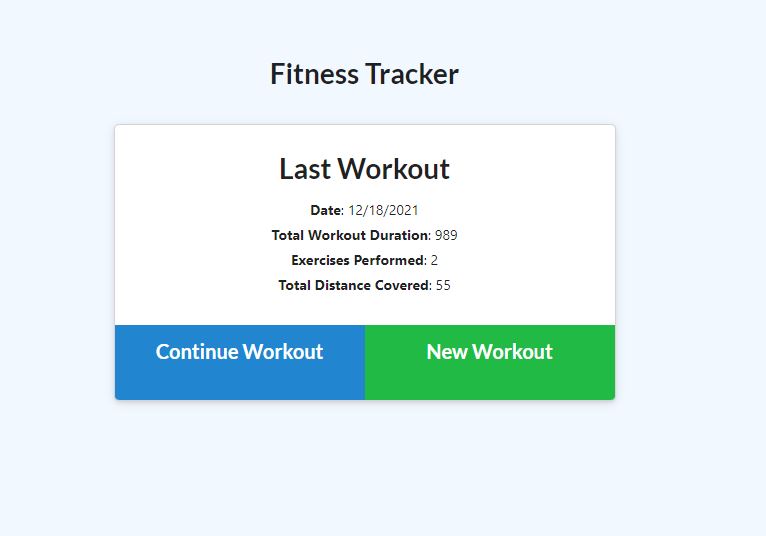 Fitness Tracker
Last Workout
Date: 12/18/2021
Total Workout Duration: 989
Exercises Performed: 2
Total Distance Covered: 55
Continue Workout
New Workout